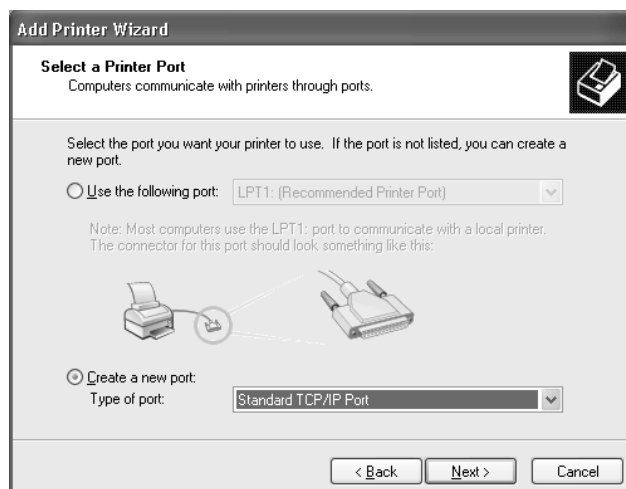 Add Printer Wizard
Select a Printer Port
Computers communicate with printers through ports.
Select the port you want your printer to use. If the port is not listed, you can create a
new port.
Use the following port: LPT1: (Recommended Printer Port)
Note: Most computers use the LPT1: port to communicate with a local printer.
The connector for this port should look something like this:
Create a new port:
Type of port: Standard TCP/IP Port
< Back Next > Cancel